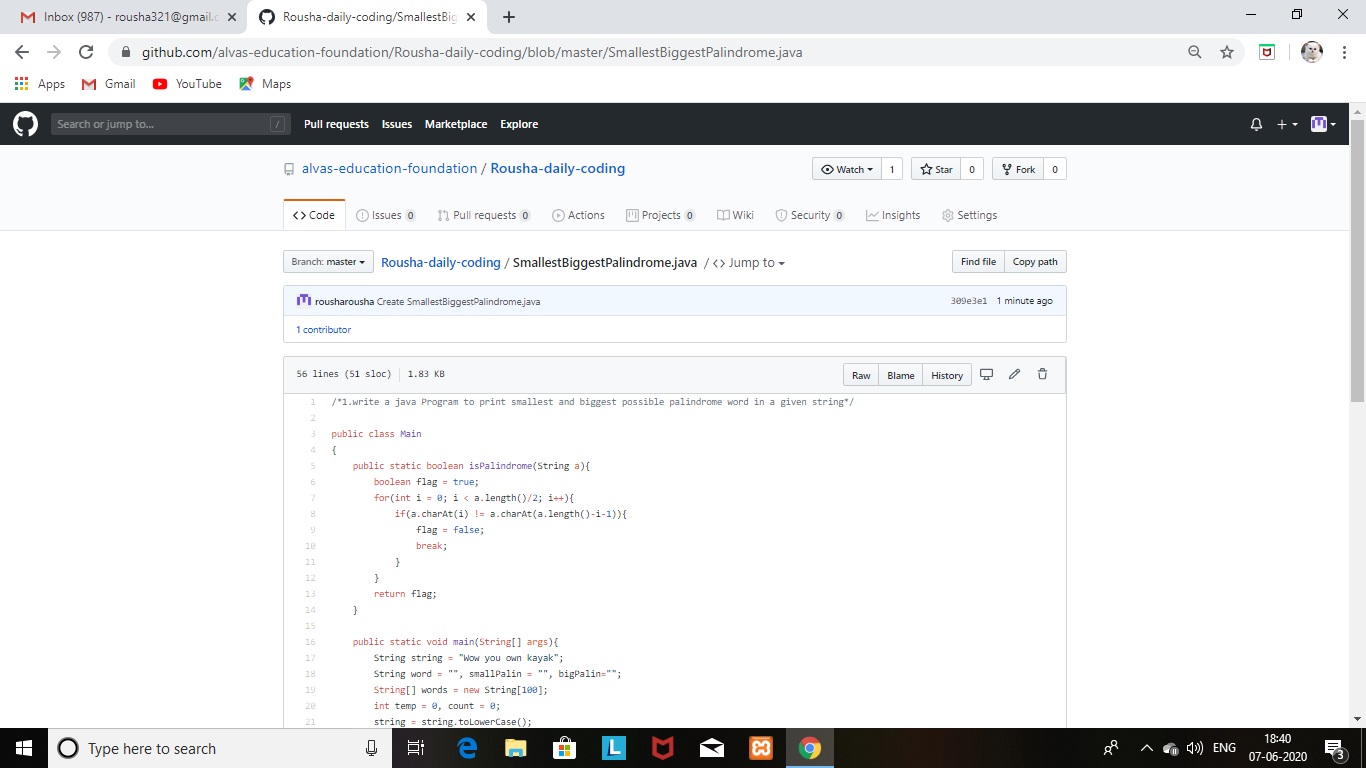 Inbox (987) - rousha321@gmail.c
Rousha-daily-coding/SmallestBigg
github.com/alvas-education-foundation/Rousha-daily-coding/blob/master/SmallestBiggestPalindrome.java
Apps Gmail YouTube Maps
Search or jump to... / Pull requests Issues Marketplace Explore
alvas-education-foundation / Rousha-daily-coding Watch 1 Star 0 Fork 0
Code Issues 0 Pull requests 0 Actions Projects 0 Wiki Security 0 Insights Settings
Branch: master Rousha-daily-coding / SmallestBiggestPalindrome.java / <> Jump to Find file Copy path
rousharousha Create SmallestBiggestPalindrome.java 309e3e1 1 minute ago
1 contributor
56 lines (51 sloc) 1.83 KB Raw Blame History
1 /*1.write a java Program to print smallest and biggest possible palindrome word in a given string*/
2
3 public class Main
4 {
5 public static boolean isPalindrome(String a){
6 boolean flag = true;
7 for(int i = 0; i < a.length()/2; i++){
8 if(a.charAt(i) != a.charAt(a.length()-i-1)){
9 flag = false;
10 break;
11 }
12 }
13 return flag;
14 }
15
16 public static void main(String[] args){
17 String string = "Wow you own kayak";
18 String word = "", smallPalin = "", bigPalin="";
19 String[] words = new String[100];
20 int temp = 0, count = 0;
21 string = string.toLowerCase();
Type here to search
ENG
18:40
07-06-2020
3